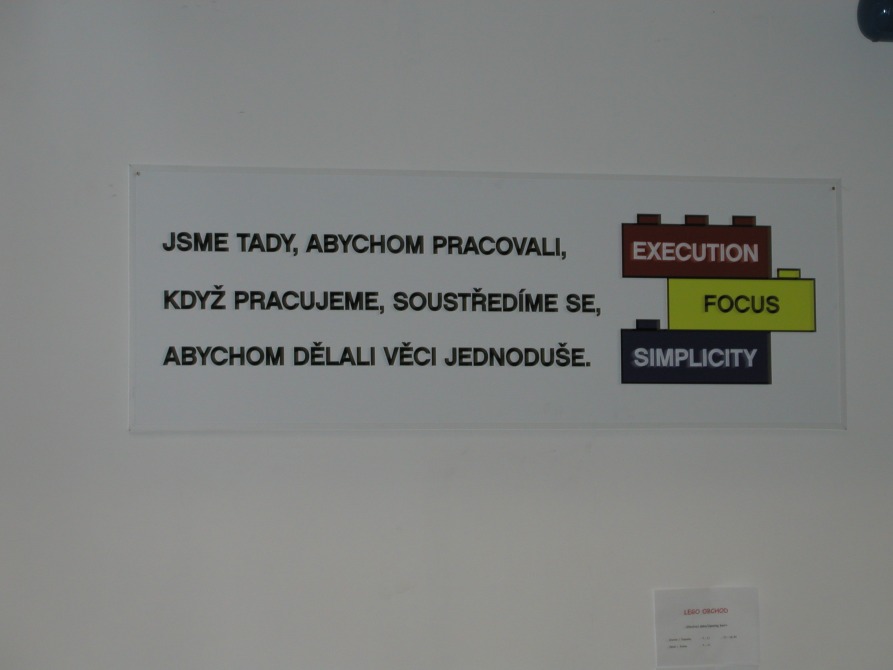 JSME TADY, ABYCHOM PRACOVALI,
KDYŽ PRACUJEME, SOUSTŘEDÍME SE,
ABYCHOM DĚLALI VĚCI JEDNODUŠE.
EXECUTION
FOCUS
SIMPLICITY
LEGO OBCHOD